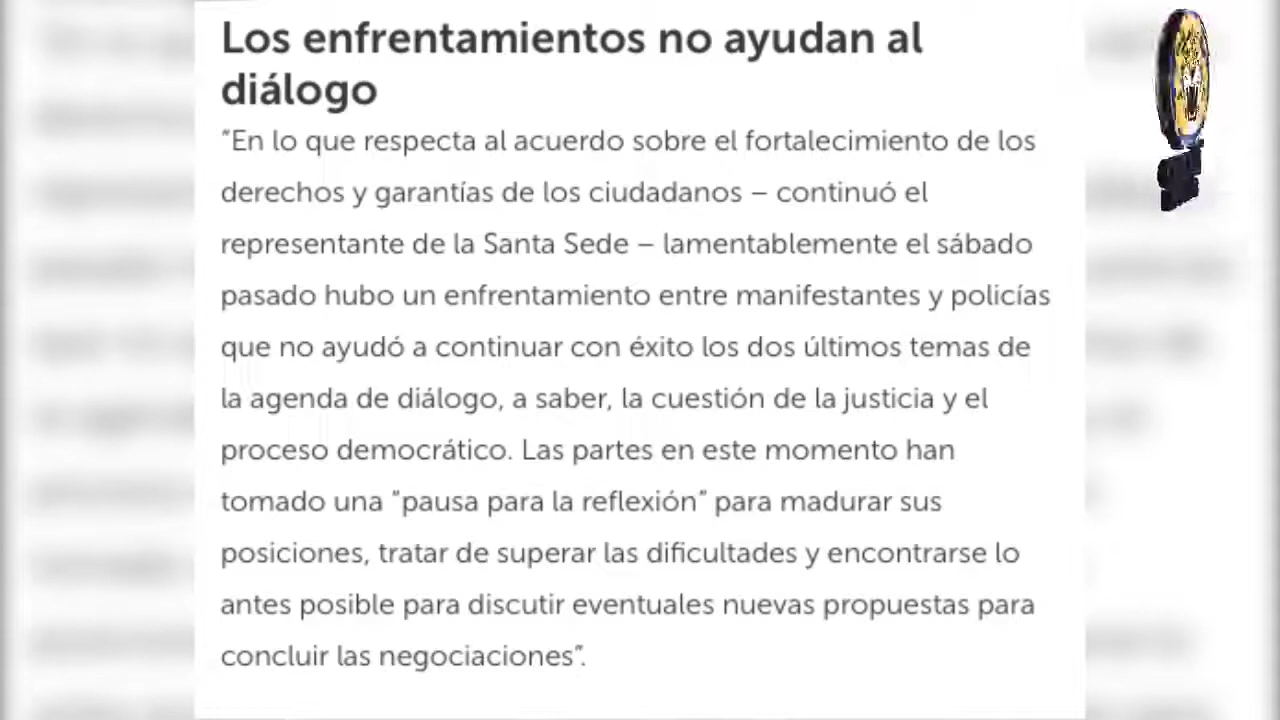 Los enfrentamientos no ayudan al
diálogo
“En lo que respecta al acuerdo sobre el fortalecimiento de los
derechos y garantías de los ciudadanos – continuó el
representante de la Santa Sede – lamentablemente el sábado
pasado hubo un enfrentamiento entre manifestantes y policías
que no ayudó a continuar con éxito los dos últimos temas de
la agenda de diálogo, a saber, la cuestión de la justicia y el
proceso democrático. Las partes en este momento han
tomado una “pausa para la reflexión” para madurar sus
posiciones, tratar de superar las dificultades y encontrarse lo
antes posible para discutir eventuales nuevas propuestas para
concluir las negociaciones”.